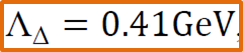 Λ_Δ = 0.41GeV,